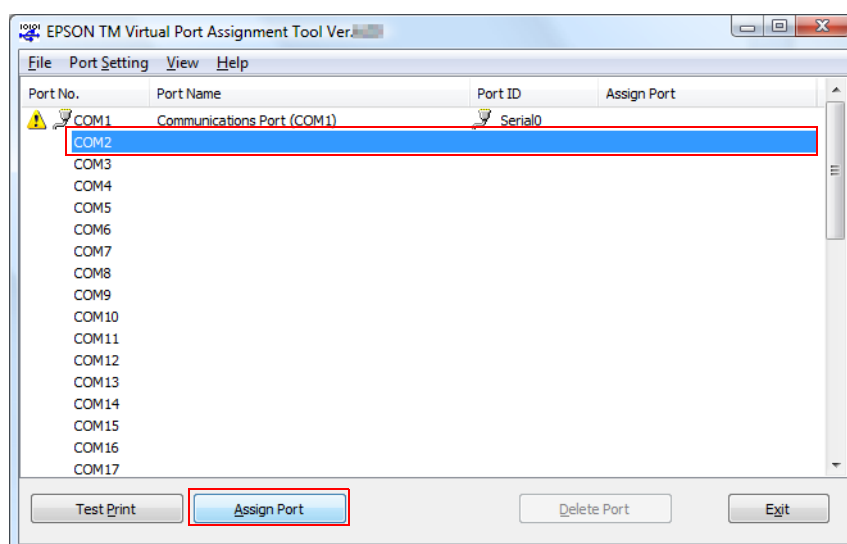 EPSON TM Virtual Port Assignment Tool Ver.
File Port Setting View Help
Port No. Port Name Port ID Assign Port
COM1 Communications Port (COM1) Serial0
COM2
COM3
COM4
COM5
COM6
COM7
COM8
COM9
COM10
COM11
COM12
COM13
COM14
COM15
COM16
COM17
Test Print Assign Port Delete Port Exit